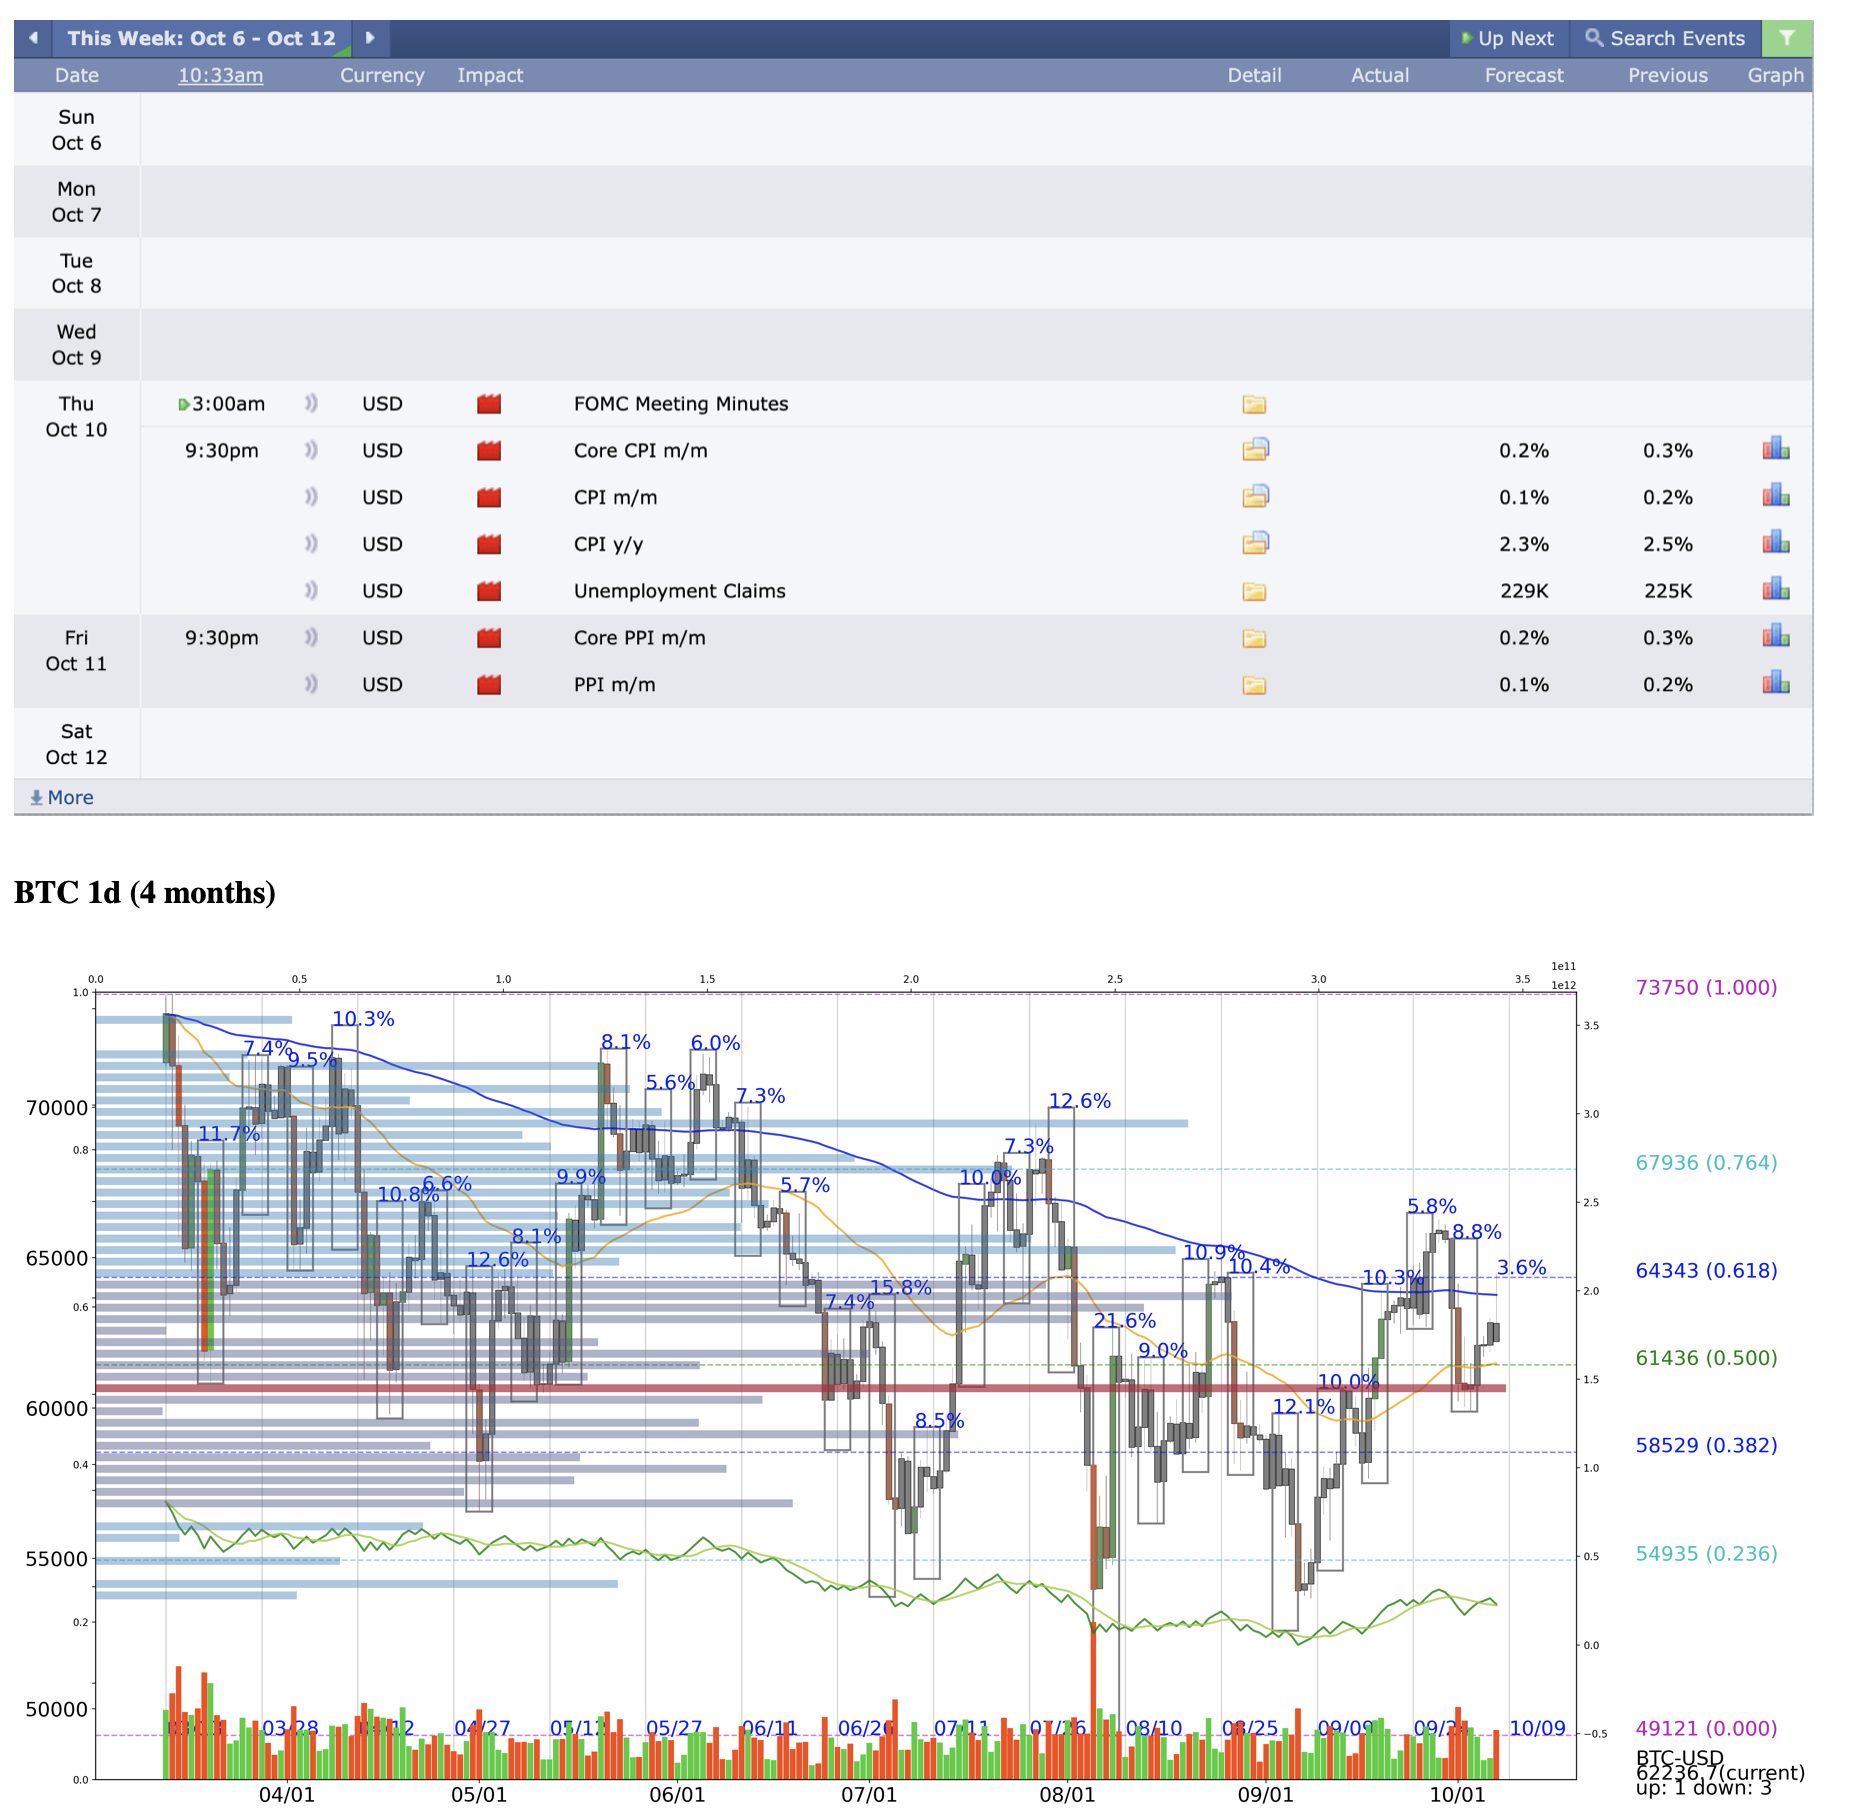 This Week: Oct 6 - Oct 12 Up Next Search Events
Date 10:33am Currency Impact Detail Actual Forecast Previous Graph
Sun
Oct 6
Mon
Oct 7
Tue
Oct 8
Wed
Oct 9
Thu
Oct 10
3:00am USD FOMC Meeting Minutes
9:30pm USD Core CPI m/m 0.2% 0.3%
USD CPI m/m 0.1% 0.2%
USD CPI y/y 2.3% 2.5%
USD Unemployment Claims 229K 225K
Fri
Oct 11
9:30pm USD Core PPI m/m 0.2% 0.3%
USD PPI m/m 0.1% 0.2%
Sat
Oct 12
More
BTC 1d (4 months)
1e11
1e12
0.0 0.5 1.0 1.5 2.0 2.5 3.0 3.5
1.0
0.8
0.6
0.4
0.2
0.0
70000
65000
60000
55000
50000
3.5
3.0
2.5
2.0
1.5
1.0
0.5
0.0
−0.5
73750 (1.000)
67936 (0.764)
64343 (0.618)
61436 (0.500)
58529 (0.382)
54935 (0.236)
49121 (0.000)
11.7%
7.4%
9.5%
10.3%
10.8%
6.6%
12.6%
8.1%
9.9%
8.1%
5.6%
6.0%
7.3%
5.7%
7.4%
15.8%
8.5%
10.0%
7.3%
12.6%
21.6%
9.0%
10.9%
10.4%
12.1%
10.0%
10.3%
5.8%
8.8%
3.6%
03/28 04/12 04/27 05/12 05/27 06/11 06/26 07/11 07/26 08/10 08/25 09/09 09/24 10/09
04/01 05/01 06/01 07/01 08/01 09/01 10/01
BTC-USD
62236.7(current)
up: 1 down: 3